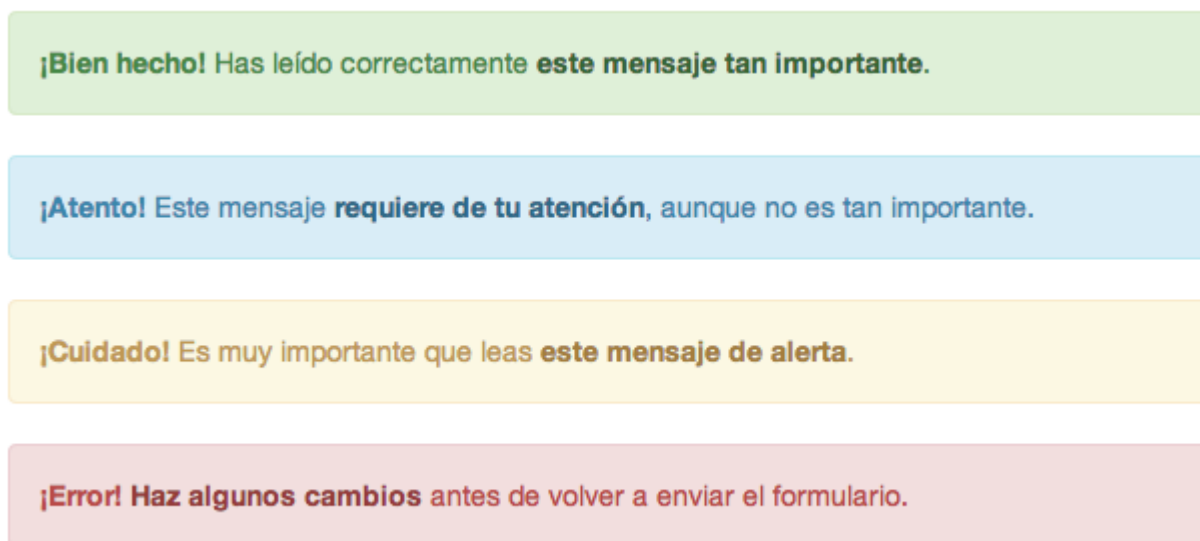 ¡Bien hecho! Has leído correctamente este mensaje tan importante.
¡Atento! Este mensaje requiere de tu atención, aunque no es tan importante.
¡Cuidado! Es muy importante que leas este mensaje de alerta.
¡Error! Haz algunos cambios antes de volver a enviar el formulario.